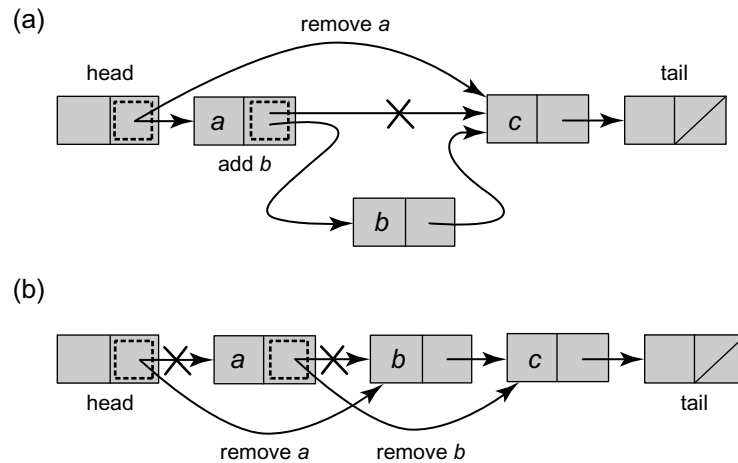 (a)
remove a
head
tail
a
c
add b
b
(b)
a
b
c
head
tail
remove a
remove b